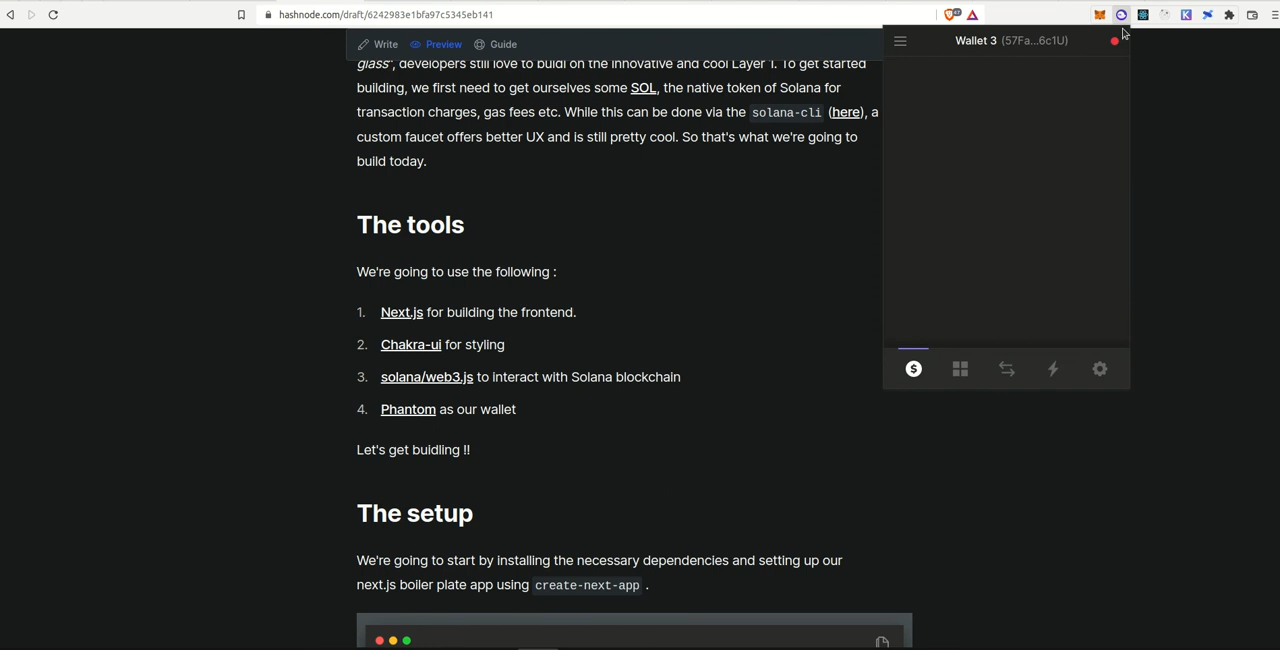 hashnode.com/draft/6242983e1bfa97c5345eb141
47
Write Preview Guide
Wallet 3 (57Fa...6c1U)
glass", developers still love to buidl on the innovative and cool Layer 1. To get started
building, we first need to get ourselves some SOL, the native token of Solana for
transaction charges, gas fees etc. While this can be done via the solana-cli (here), a
custom faucet offers better UX and is still pretty cool. So that's what we're going to
build today.
The tools
We're going to use the following :
1. Next.js for building the frontend.
2. Chakra-ui for styling
3. solana/web3.js to interact with Solana blockchain
4. Phantom as our wallet
Let's get buidling !!
The setup
We're going to start by installing the necessary dependencies and setting up our
next.js boiler plate app using create-next-app .